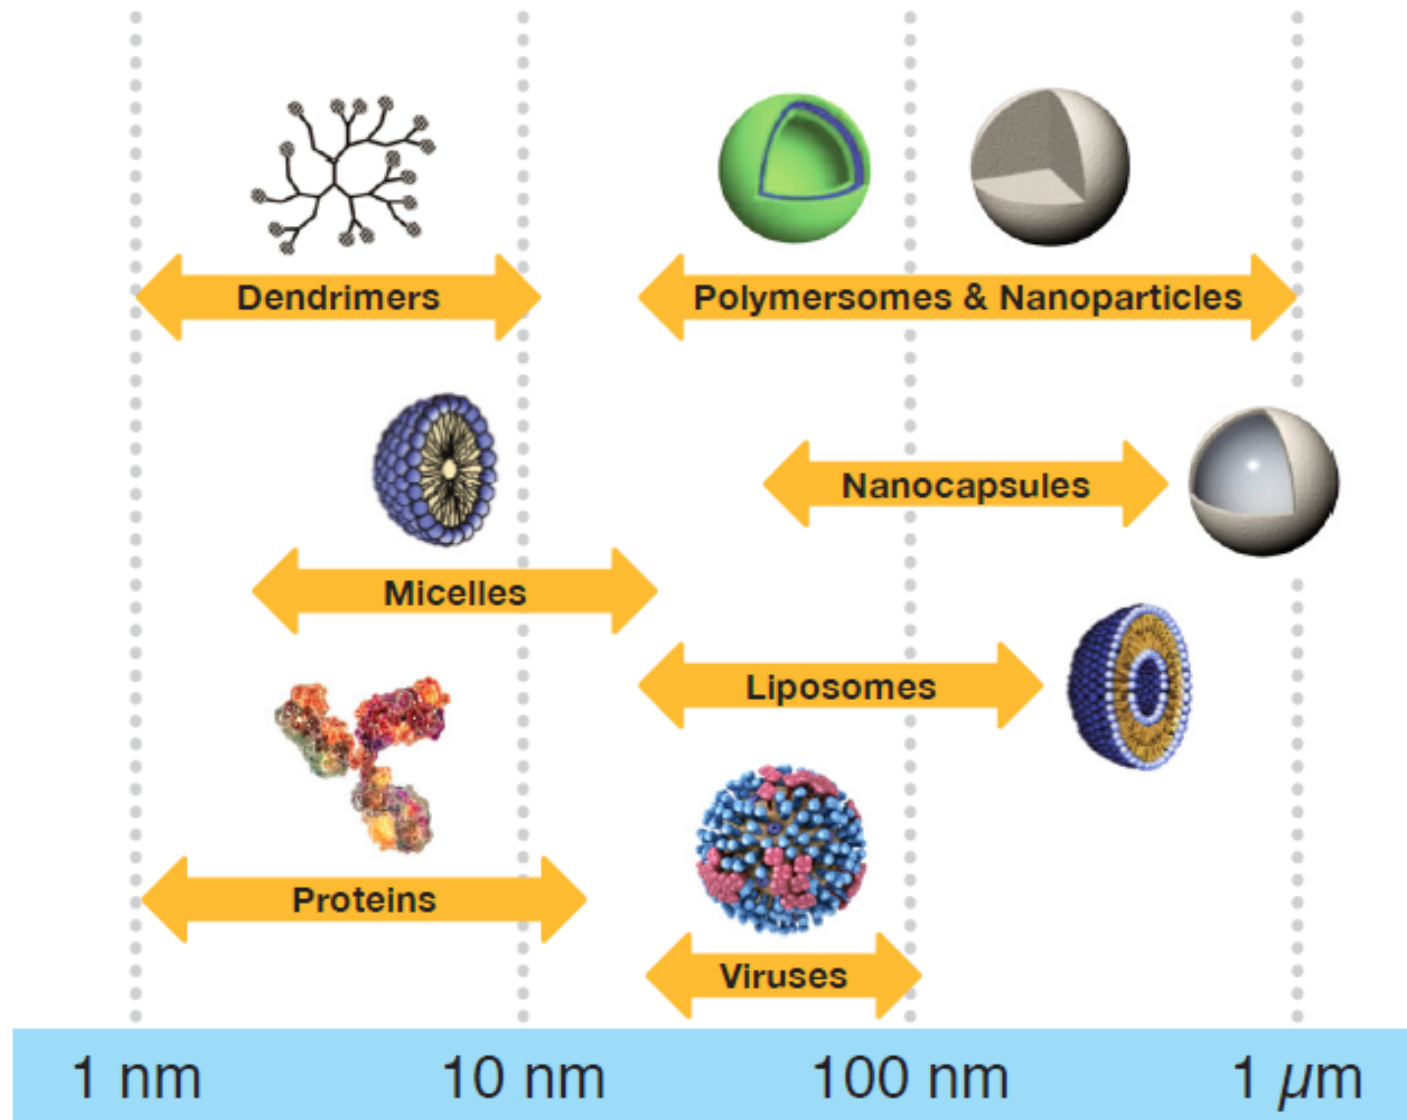 Dendrimers
Polymersomes & Nanoparticles
Nanocapsules
Micelles
Liposomes
Proteins
Viruses
1 nm 10 nm 100 nm 1 µm